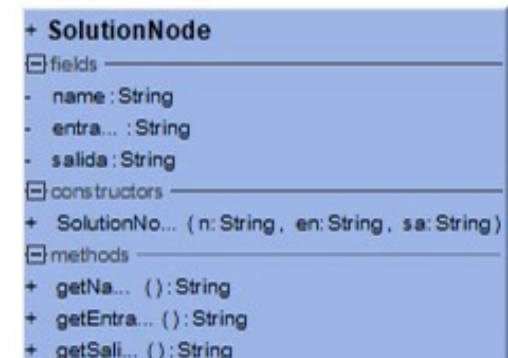 + SolutionNode
fields
- name : String
- entra... : String
- salida : String
constructors
+ SolutionNo... ( n: String, en: String, sa: String)
methods
+ getNa... () : String
+ getEntra... () : String
+ getSali... () : String